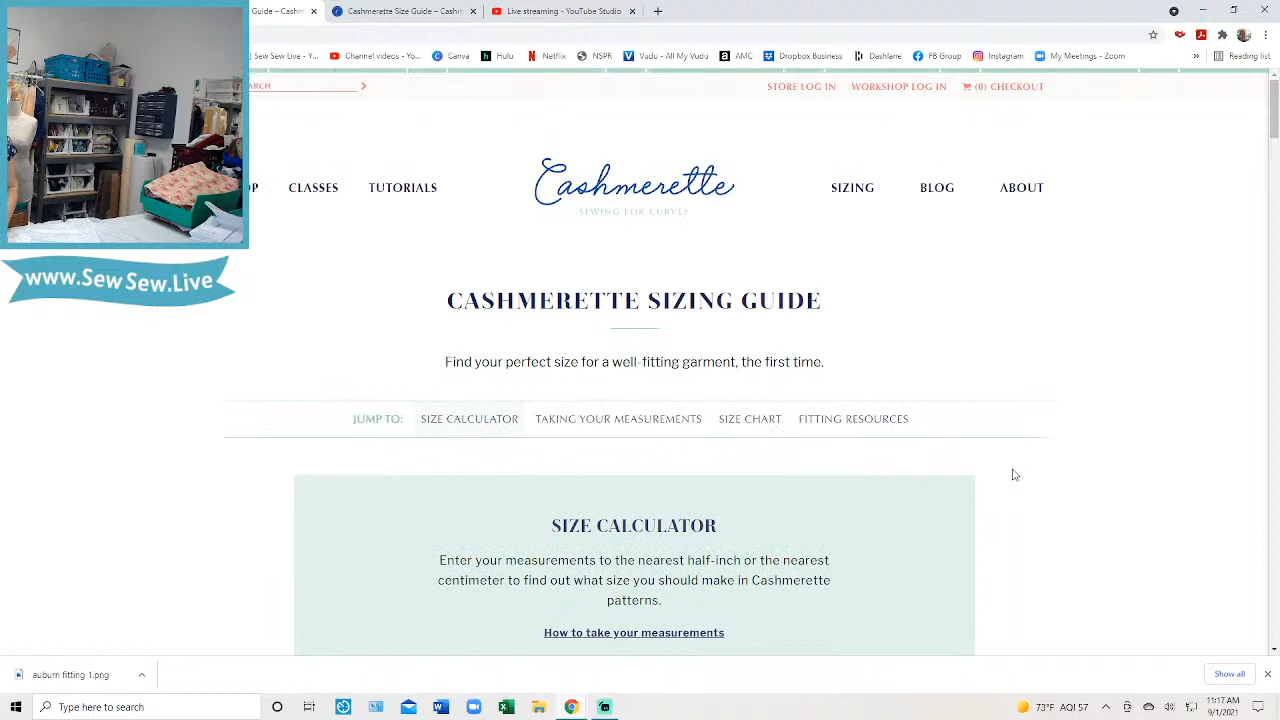 Guide – Sew Sew Live - Y...
Cashmerette Size Guide Calculato
Live streaming - YouTube Studio
Sew Live - Y...
YouTube
Canva
Hulu
Netflix
NSPR
Vudu - All My Vudu
AMC
Dropbox Business
Dashlane
FB Group
Instagram
My Meetings - Zoom
»
Reading list
ARCH
STORE LOG IN
WORKSHOP LOG IN
(0) CHECKOUT
OP
CLASSES
TUTORIALS
Cashmerette
SEWING FOR CURVES
SIZING
BLOG
ABOUT
www.SewSew.Live
CASHMERETTE SIZING GUIDE
Find your perfect size for a well-fitting garment, the first time.
JUMP TO:
SIZE CALCULATOR
TAKING YOUR MEASUREMENTS
SIZE CHART
FITTING RESOURCES
SIZE CALCULATOR
Enter your measurements to the nearest half-inch or the nearest
centimeter to find out what size you should make in Cashmerette
patterns.
How to take your measurements
auburn fitting 1.png
Show all
Type here to search
73°F AQI 57
11:17 AM
9/1/2021